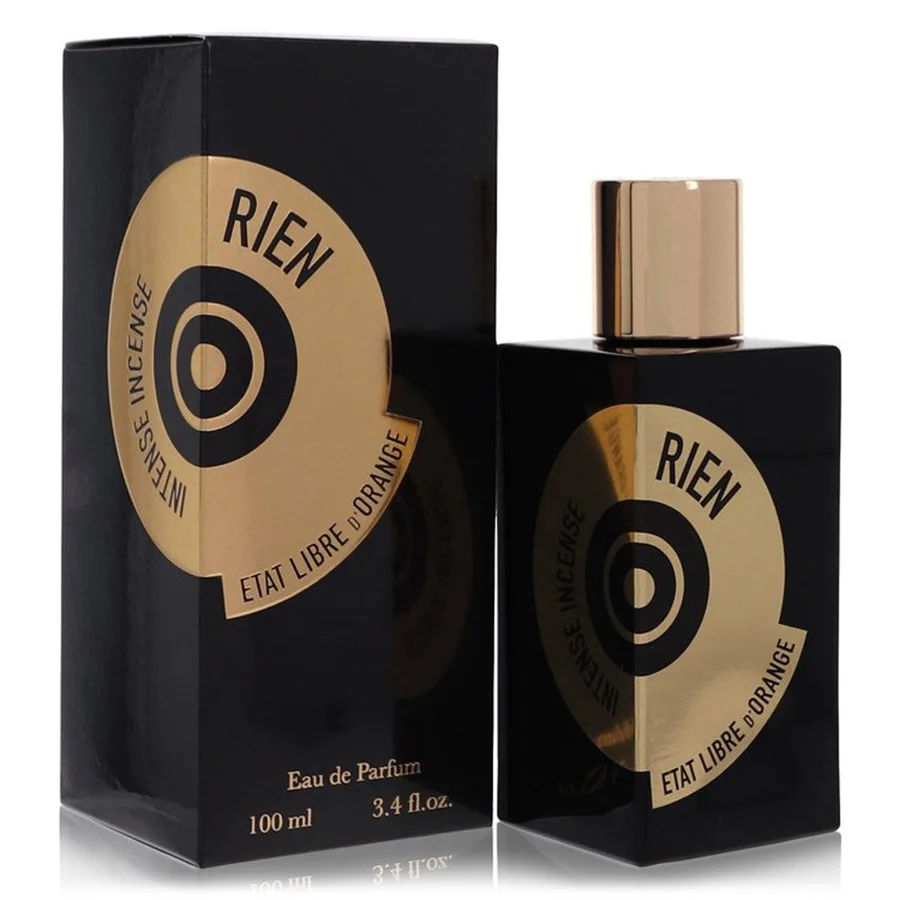 RIEN
INTENSE INCENSE
ETAT LIBRE D'ORANGE
Eau de Parfum
100 ml 3.4 fl.oz.
RIEN
INTENSE INCENSE
ETAT LIBRE D'ORANGE